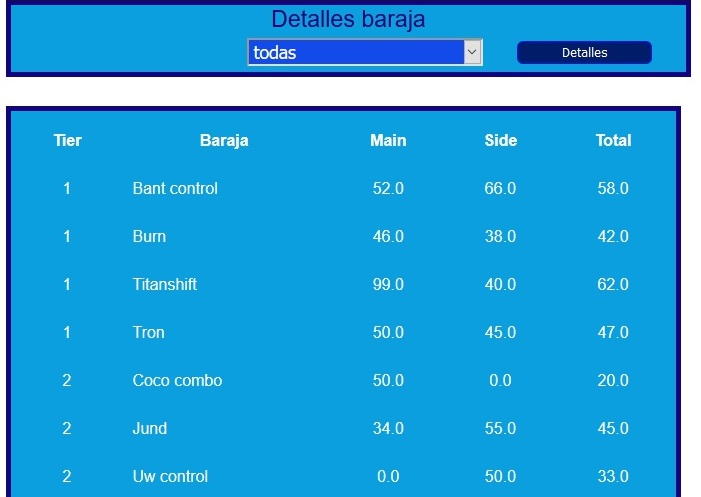 Detalles baraja
todas Detalles
Tier Baraja Main Side Total
1 Bant control 52.0 66.0 58.0
1 Burn 46.0 38.0 42.0
1 Titanshift 99.0 40.0 62.0
1 Tron 50.0 45.0 47.0
2 Coco combo 50.0 0.0 20.0
2 Jund 34.0 55.0 45.0
2 Uw control 0.0 50.0 33.0